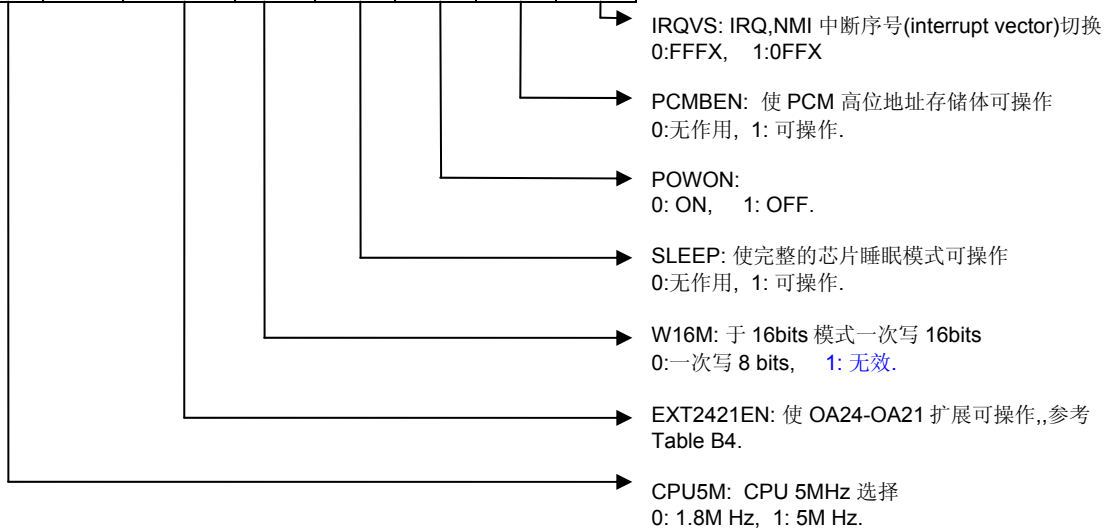 IRQVS: IRQ,NMI 中断序号(interrupt vector)切换
0:FFFX, 1:0FFX
PCMBEN: 使 PCM 高位地址存储体可操作
0:无作用, 1: 可操作.
POWON:
0: ON, 1: OFF.
SLEEP: 使完整的芯片睡眠模式可操作
0:无作用, 1: 可操作.
W16M: 于 16bits 模式一次写 16bits
0:一次写 8 bits, 1: 无效.
EXT2421EN: 使 OA24-OA21 扩展可操作,,参考
Table B4.
CPU5M: CPU 5MHz 选择
0: 1.8M Hz, 1: 5M Hz.